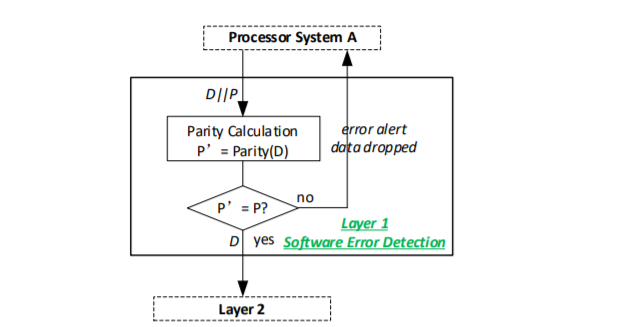 Processor System A
D||P
Parity Calculation
P' = Parity(D)
error alert
data dropped
P' = P?
no
Layer 1
D yes Software Error Detection
Layer 2